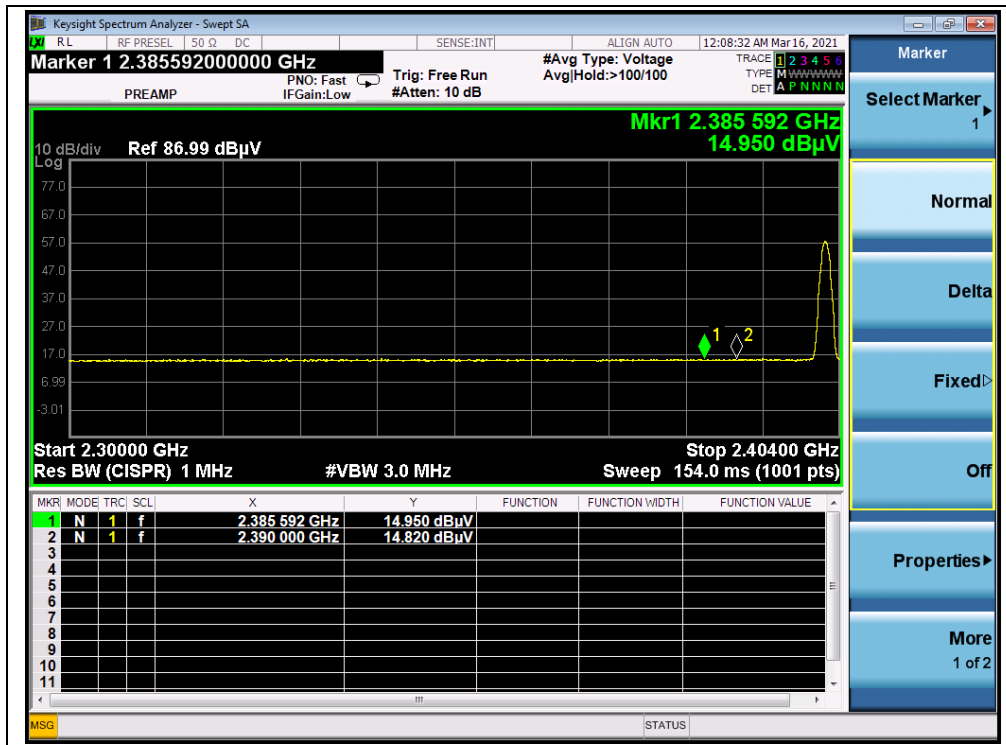 Keysight Spectrum Analyzer - Swept SA
LXI RL RF PRESEL 50 Ω DC SENSE:INT ALIGN AUTO 12:08:32 AM Mar 16, 2021
Marker 1 2.385592000000 GHz
PREAMP
PNO: Fast
IFGain:Low
Trig: Free Run
#Atten: 10 dB
#Avg Type: Voltage
Avg|Hold:>100/100
TRACE 1 2 3 4 5 6
TYPE M W W W W W
DET A P N N N N
Mkr1 2.385 592 GHz
14.950 dBµV
10 dB/div Ref 86.99 dBµV
Log
77.0
67.0
57.0
47.0
37.0
27.0
17.0
6.99
-3.01
1 2
Start 2.30000 GHz Stop 2.40400 GHz
Res BW (CISPR) 1 MHz #VBW 3.0 MHz Sweep 154.0 ms (1001 pts)
MKR MODE TRC SCL X Y FUNCTION FUNCTION WIDTH FUNCTION VALUE
1 N 1 f 2.385 592 GHz 14.950 dBµV
2 N 1 f 2.390 000 GHz 14.820 dBµV
3
4
5
6
7
8
9
10
11
MSG STATUS
Marker
Select Marker
1
Normal
Delta
Fixed
Off
Properties
More
1 of 2